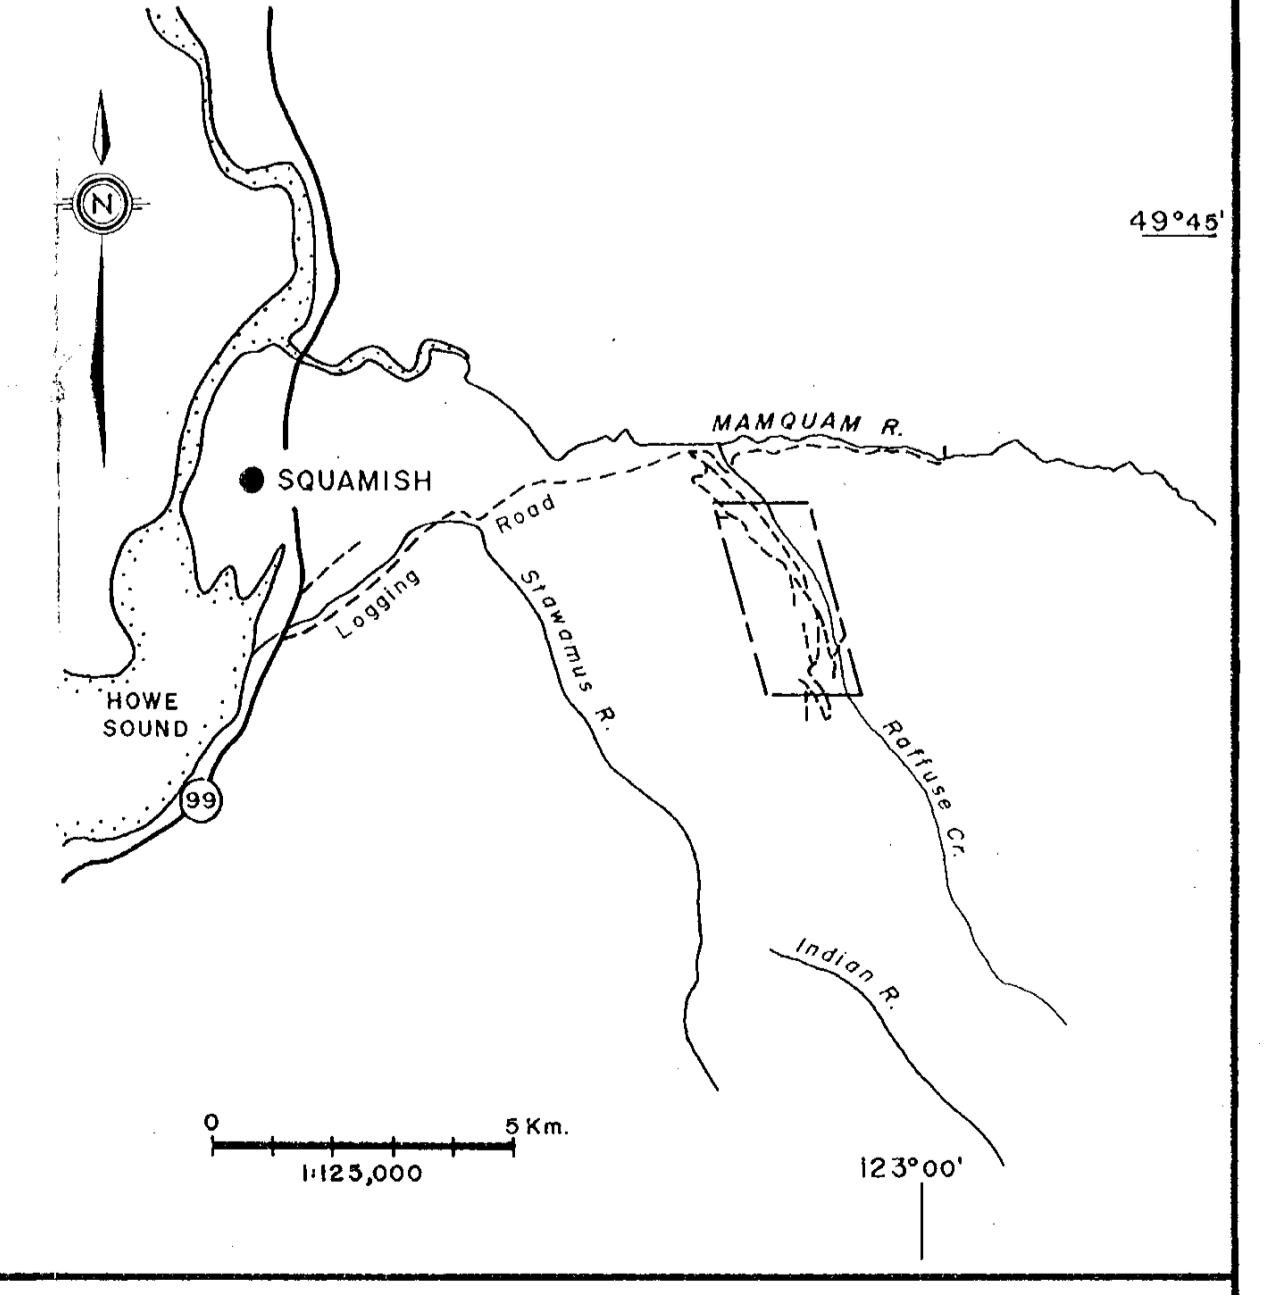 N
49°45'
MAMQUAM R.
SQUAMISH
Logging Road
Stawamus R.
HOWE
SOUND
Raffuse Cr.
99
Indian R.
0 5 Km.
1:125,000
123°00'